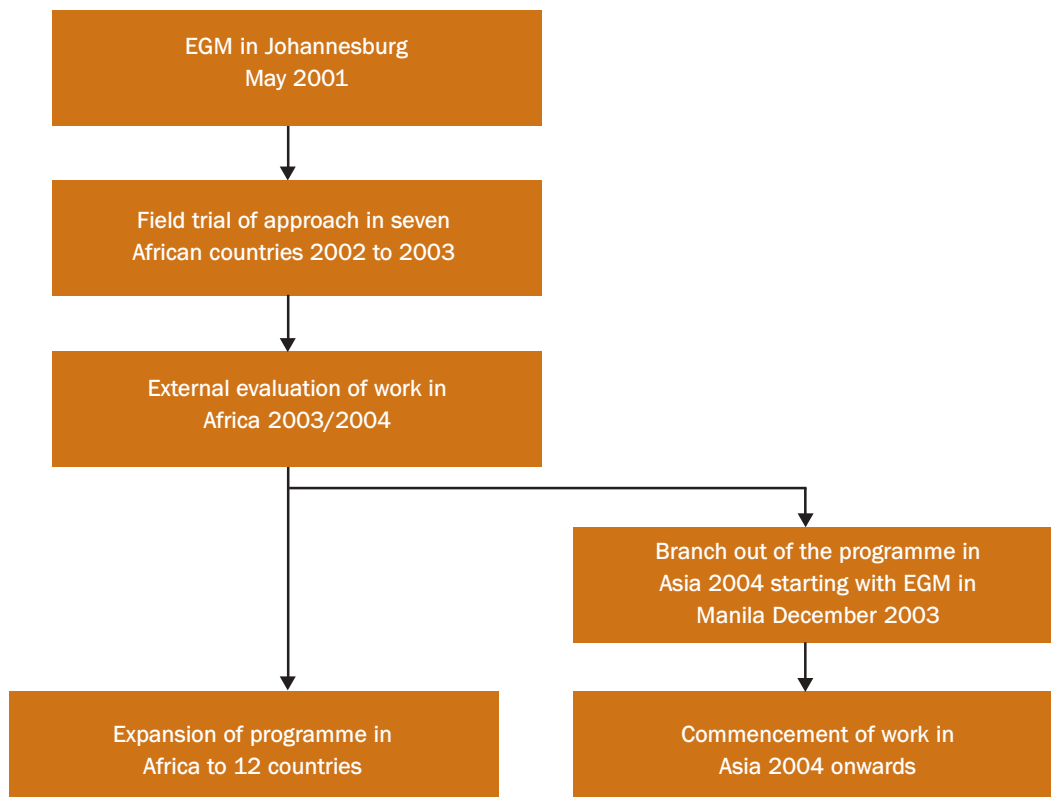 EGM in Johannesburg
May 2001
Field trial of approach in seven
African countries 2002 to 2003
External evaluation of work in
Africa 2003/2004
Branch out of the programme in
Asia 2004 starting with EGM in
Manila December 2003
Expansion of programme in
Africa to 12 countries
Commencement of work in
Asia 2004 onwards